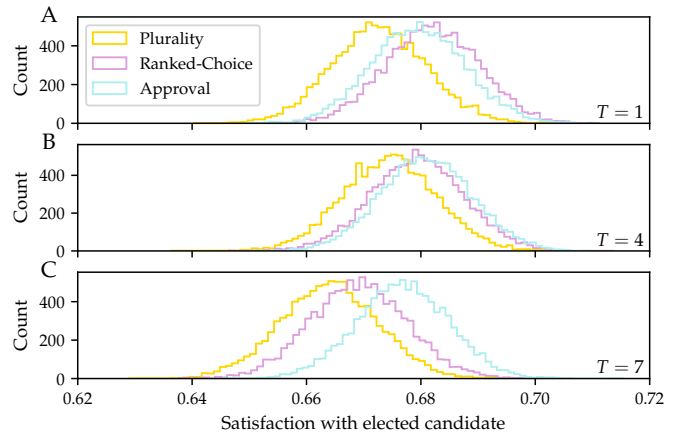 A
Count
400
200
0
Plurality
Ranked-Choice
Approval
T = 1
B
Count
400
200
0
T = 4
C
Count
400
200
0
T = 7
0.62 0.64 0.66 0.68 0.70 0.72
Satisfaction with elected candidate